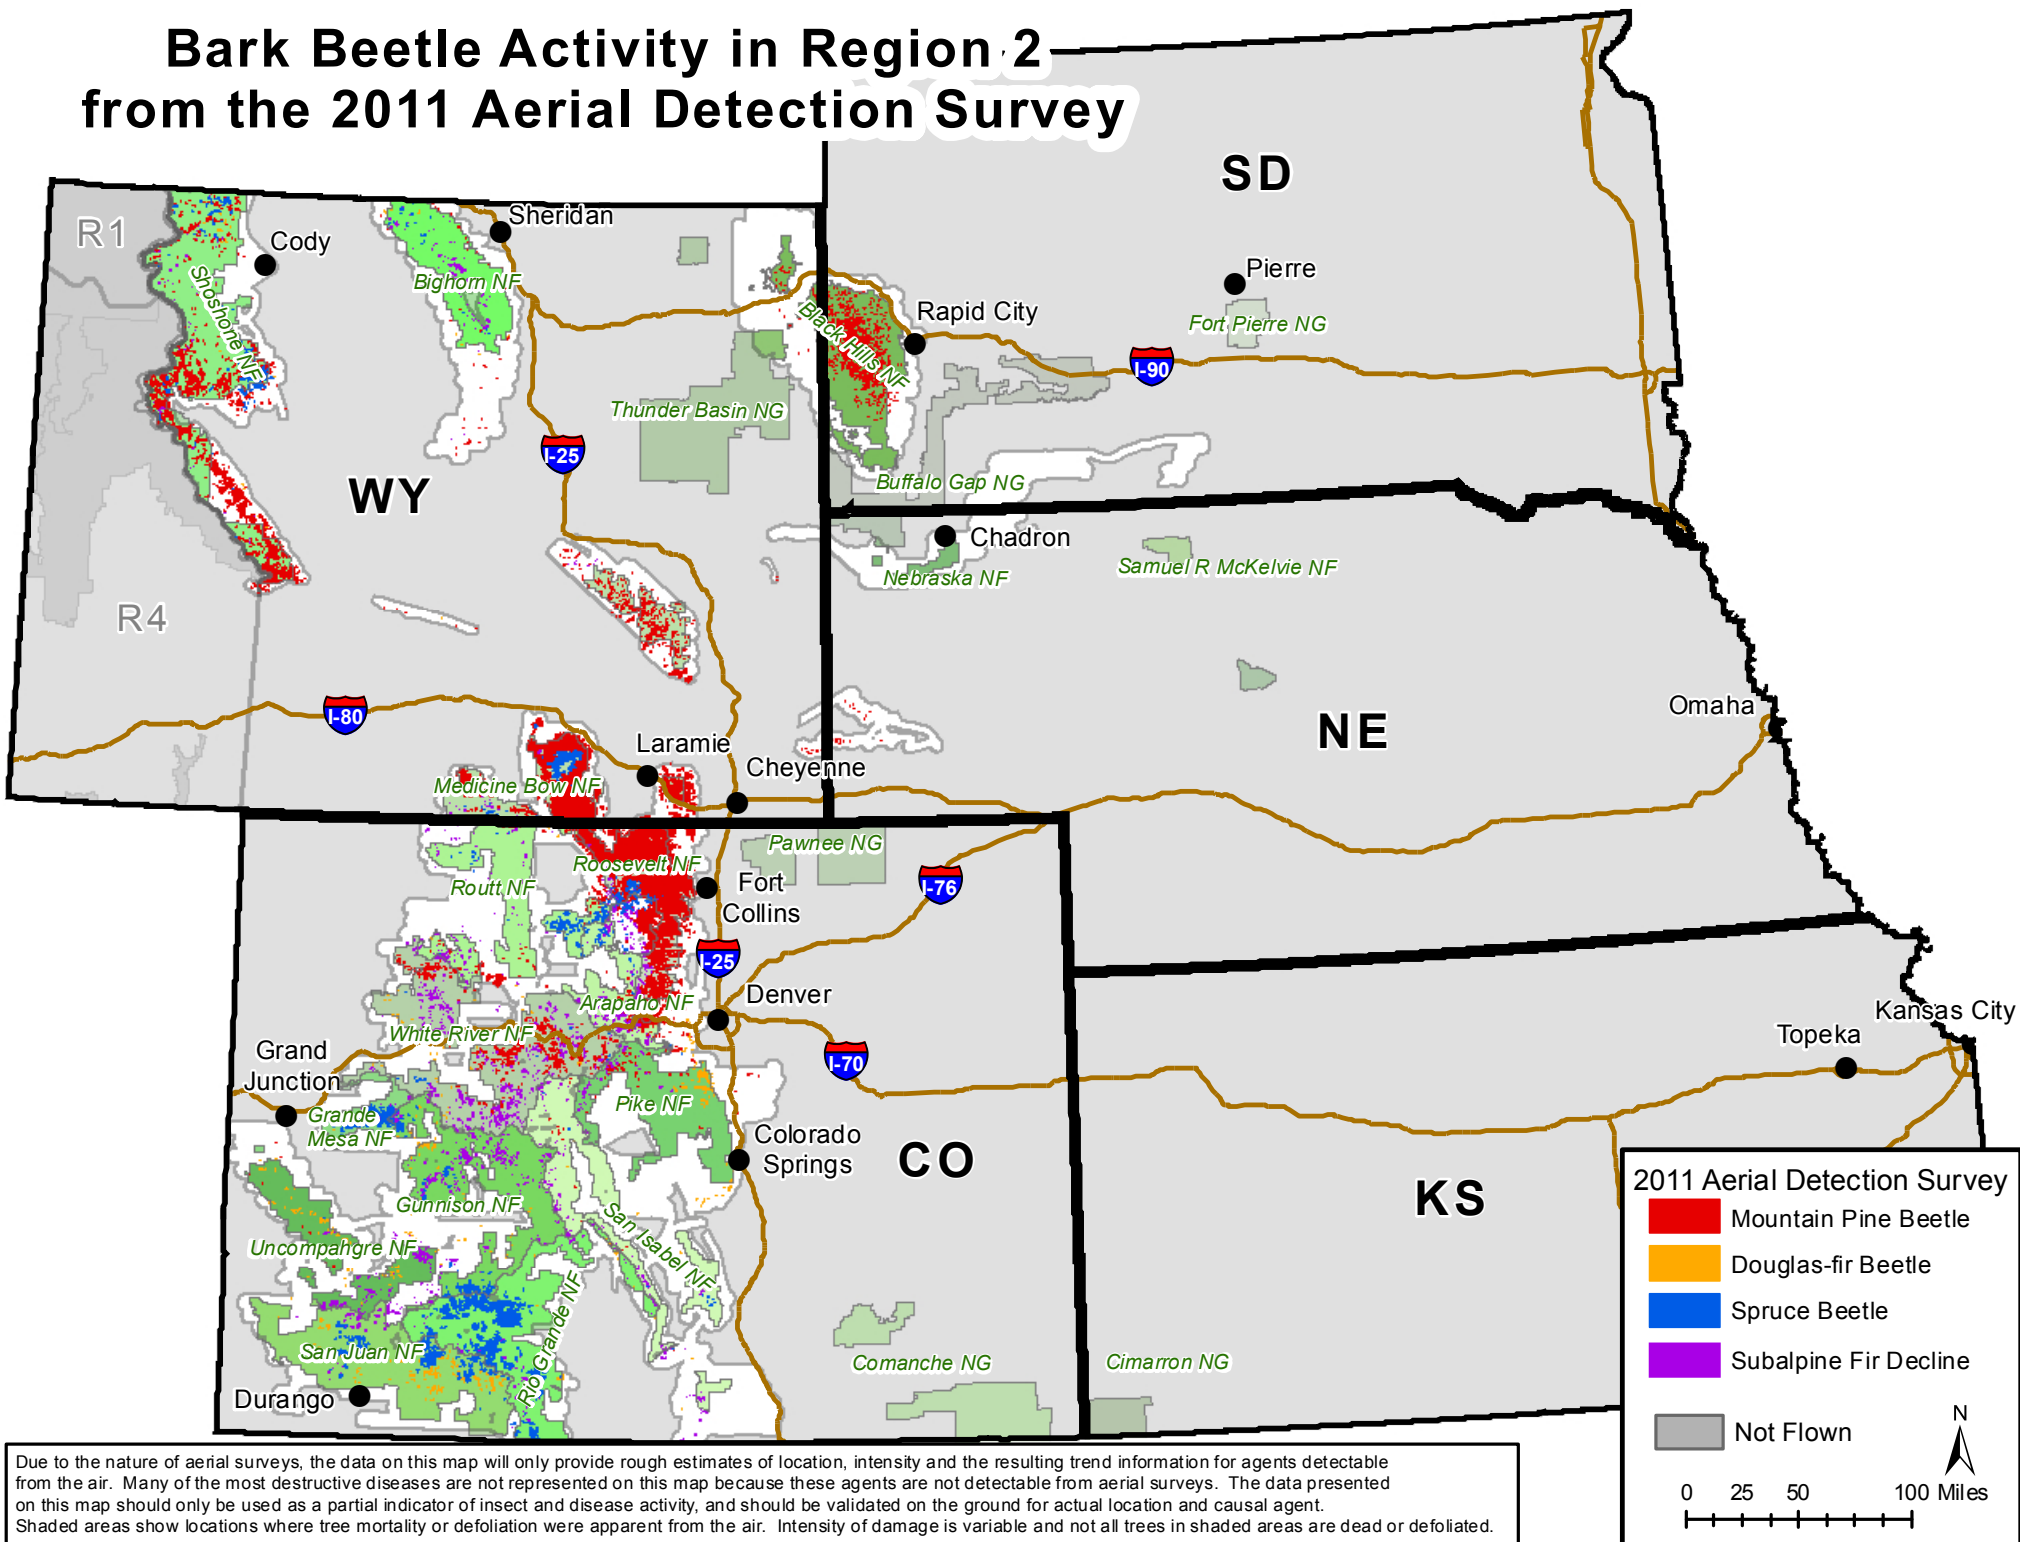 Bark Beetle Activity in Region 2
from the 2011 Aerial Detection Survey
SD
R1
Cody
Sheridan
Shoshone NF
Bighorn NF
Pierre
Fort Pierre NG
Rapid City
Black Hills NF
I-90
Thunder Basin NG
I-25
WY
Buffalo Gap NG
Chadron
Nebraska NF
Samuel R McKelvie NF
R4
I-80
NE
Omaha
Laramie
Cheyenne
Medicine Bow NF
Pawnee NG
Roosevelt NF
Routt NF
Fort
Collins
I-76
I-25
Arapaho NF
Denver
White River NF
Kansas City
Topeka
Grand
Junction
I-70
Grande
Mesa NF
Pike NF
Colorado
Springs
CO
KS
Gunnison NF
San Isabel NF
Uncompahgre NF
Rio Grande NF
San Juan NF
Comanche NG
Cimarron NG
Durango
2011 Aerial Detection Survey
Mountain Pine Beetle
Douglas-fir Beetle
Spruce Beetle
Subalpine Fir Decline
Not Flown
N
0 25 50 100 Miles
Due to the nature of aerial surveys, the data on this map will only provide rough estimates of location, intensity and the resulting trend information for agents detectable
from the air. Many of the most destructive diseases are not represented on this map because these agents are not detectable from aerial surveys. The data presented
on this map should only be used as a partial indicator of insect and disease activity, and should be validated on the ground for actual location and causal agent.
Shaded areas show locations where tree mortality or defoliation were apparent from the air. Intensity of damage is variable and not all trees in shaded areas are dead or defoliated.